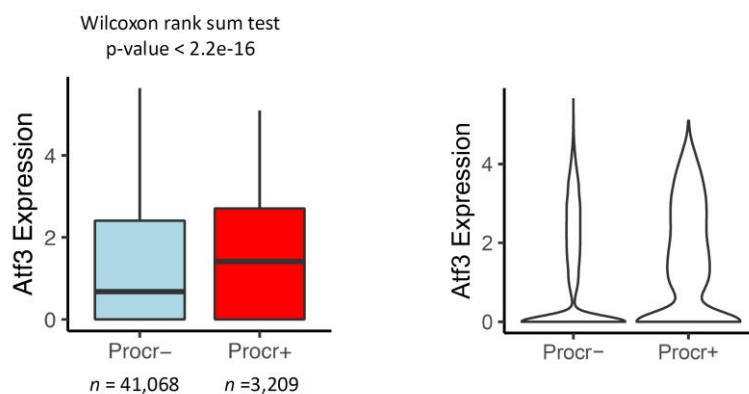 Wilcoxon rank sum test
p-value < 2.2e-16
Atf3 Expression
4
2
0
Procr−
Procr+
n = 41,068
n =3,209
Atf3 Expression
4
2
0
Procr−
Procr+